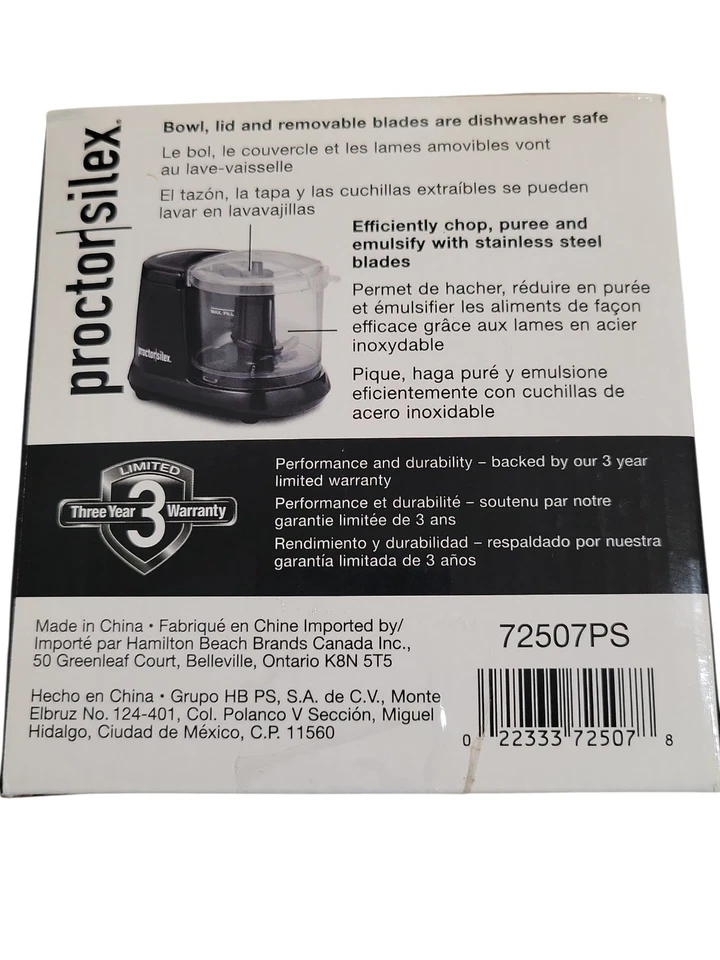 proctor silex.
Bowl, lid and removable blades are dishwasher safe
Le bol, le couvercle et les lames amovibles vont
au lave-vaisselle
El tazón, la tapa y las cuchillas extraíbles se pueden
lavar en lavavajillas
Efficiently chop, puree and
emulsify with stainless steel
blades
Permet de hacher, réduire en purée
et émulsifier les aliments de façon
efficace grâce aux lames en acier
inoxydable
Pique, haga puré y emulsione
eficientemente con cuchillas de
acero inoxidable
MAX. FILL
proctor silex.
LIMITED
Three Year 3 Warranty
Performance and durability – backed by our 3 year
limited warranty
Performance et durabilité – soutenu par notre
garantie limitée de 3 ans
Rendimiento y durabilidad – respaldado por nuestra
garantía limitada de 3 años
Made in China • Fabriqué en Chine Imported by/
Importé par Hamilton Beach Brands Canada Inc.,
50 Greenleaf Court, Belleville, Ontario K8N 5T5
Hecho en China • Grupo HB PS, S.A. de C.V., Monte
Elbruz No. 124-401, Col. Polanco V Sección, Miguel
Hidalgo, Ciudad de México, C.P. 11560
72507PS
0 22333 72507 8